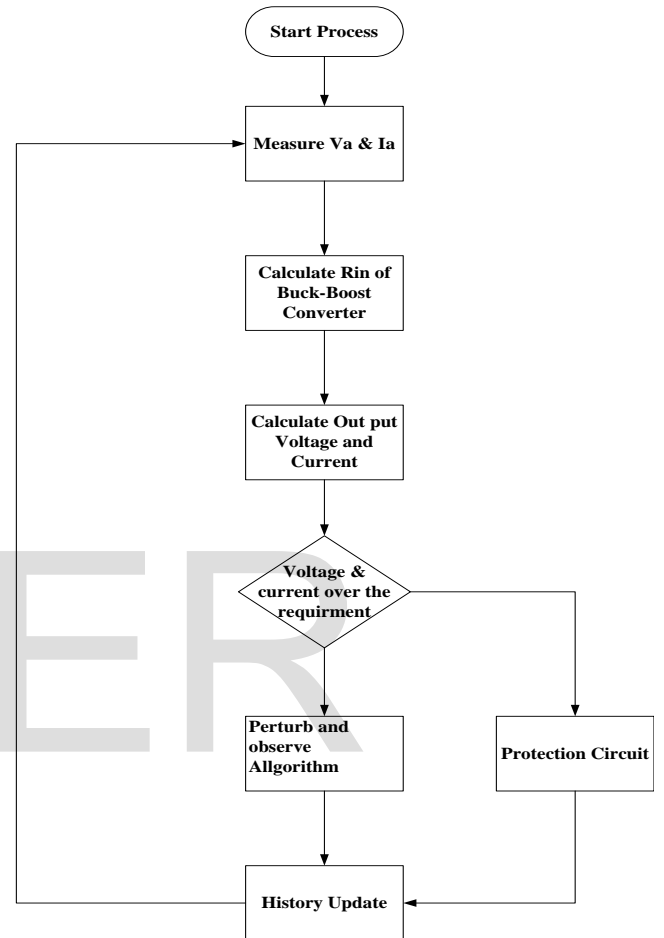 Start Process
Measure Va & Ia
Calculate Rin of
Buck-Boost
Converter
Calculate Out put
Voltage and
Current
Voltage &
current over the
requirment
Perturb and
observe
Allgorithm
Protection Circuit
History Update
ER